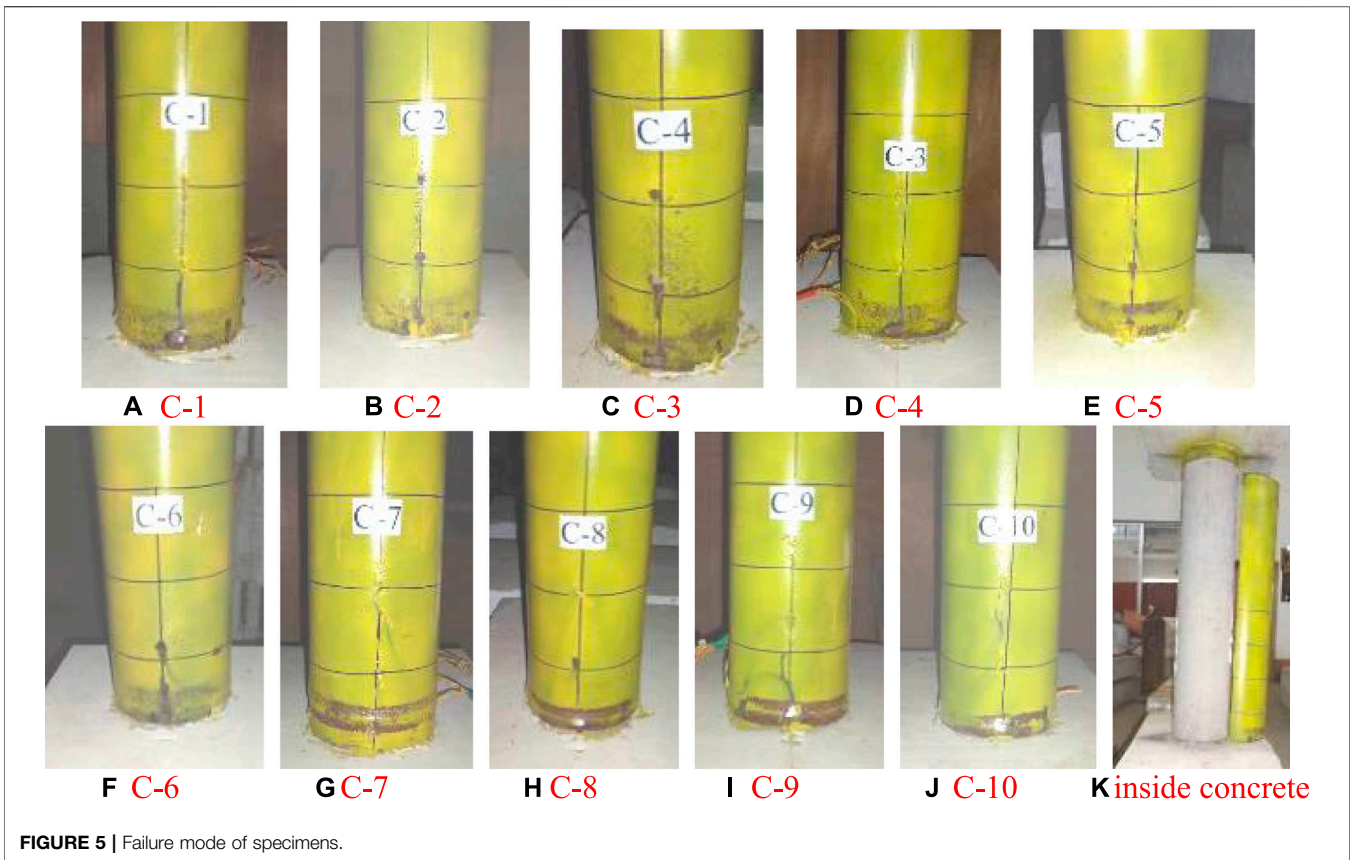 C-1
C-2
C-4
C-3
C-5
A C-1
B C-2
C C-3
D C-4
E C-5
C-6
C-7
C-8
C-9
C-10
F C-6
G C-7
H C-8
I C-9
J C-10
K inside concrete
FIGURE 5 | Failure mode of specimens.